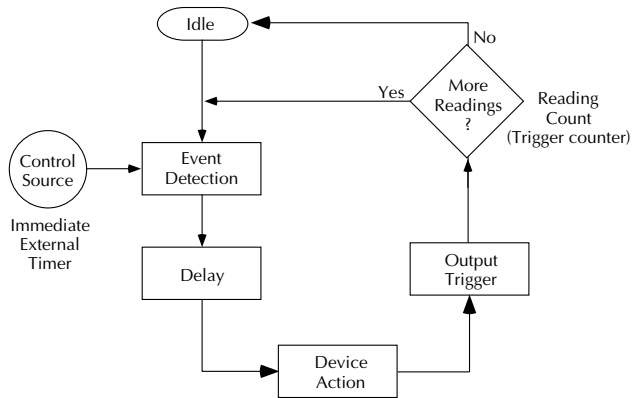 Idle
No
Yes
More
Readings
?
Reading
Count
(Trigger counter)
Control
Source
Event
Detection
Immediate
External
Timer
Delay
Output
Trigger
Device
Action